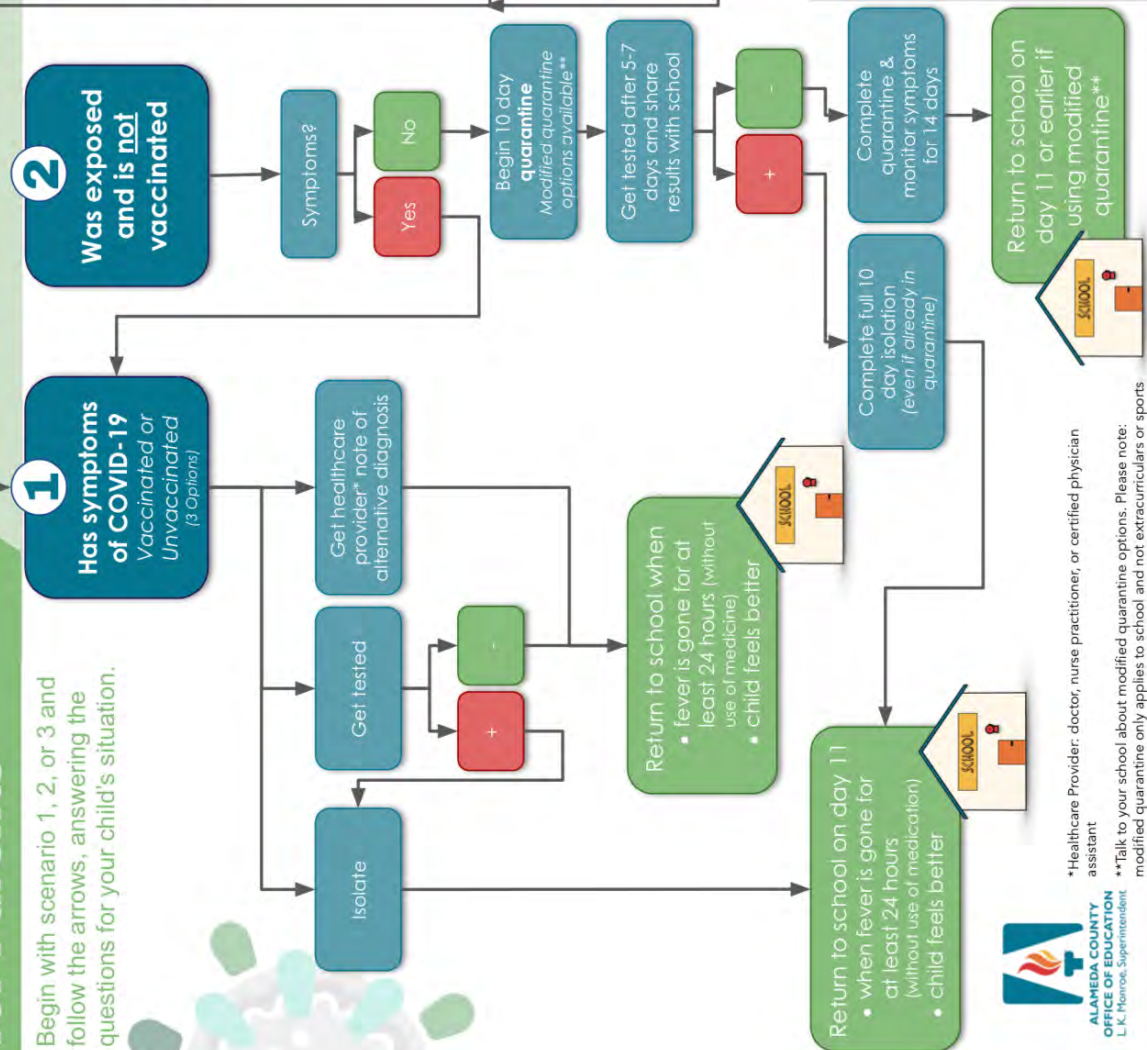 Begin with scenario 1, 2, or 3 and
follow the arrows, answering the
questions for your child's situation.
1
Has symptoms
of COVID-19
Vaccinated or
Unvaccinated
(3 Options)
Isolate
Get tested
+
-
Get healthcare
provider* note of
alternative diagnosis
Return to school when
• fever is gone for at
least 24 hours (without
use of medicine)
• child feels better
SCHOOL
Return to school on day 11
• when fever is gone for
at least 24 hours
(without use of medication)
• child feels better
SCHOOL
2
Was exposed
and is not
vaccinated
Symptoms?
Yes
No
Begin 10 day
quarantine
Modified quarantine
options available**
Get tested after 5-7
days and share
results with school
+
-
Complete full 10
day isolation
(even if already in
quarantine)
Complete
quarantine &
monitor symptoms
for 14 days
Return to school on
day 11 or earlier if
using modified
quarantine**
SCHOOL
ALAMEDA COUNTY
OFFICE OF EDUCATION
L. K. Monroe, Superintendent
*Healthcare Provider: doctor, nurse practitioner, or certified physician
assistant
**Talk to your school about modified quarantine options. Please note:
modified quarantine only applies to school and not extracurriculars or sports